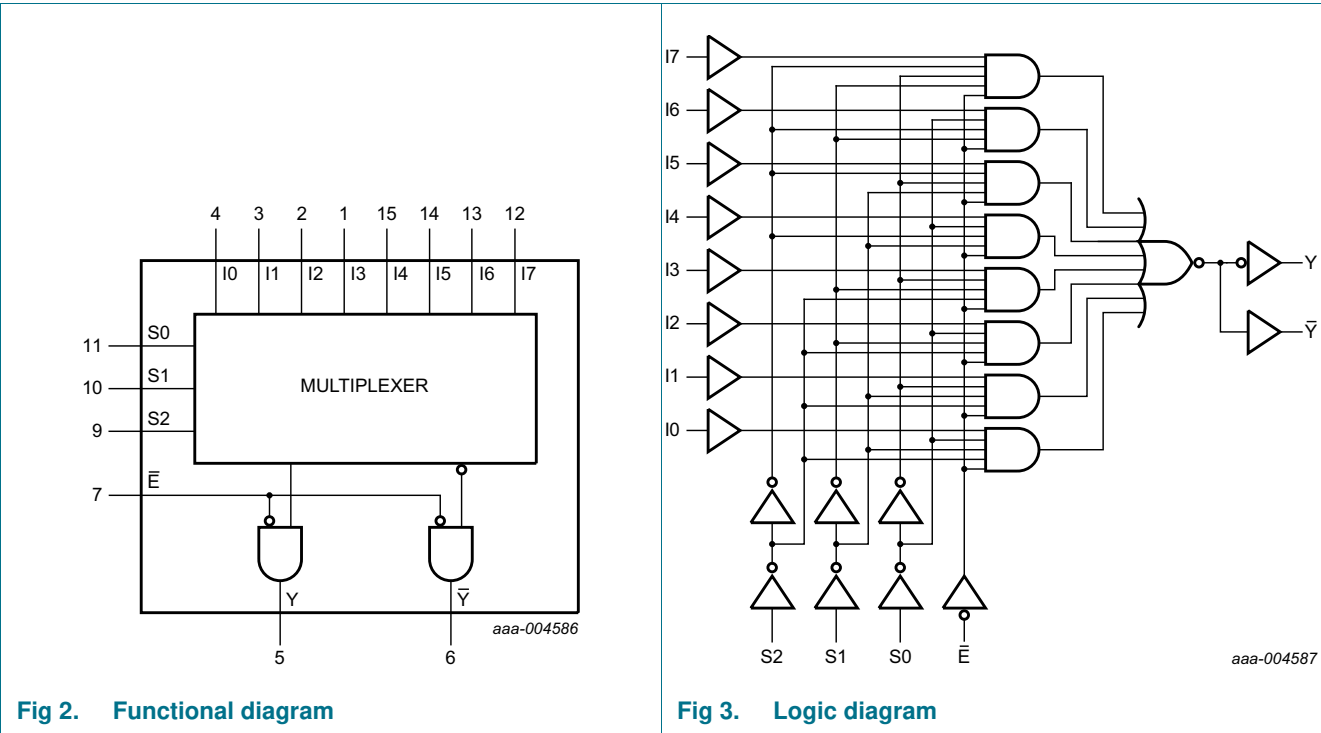 4 3 2 1 15 14 13 12
I0 I1 I2 I3 I4 I5 I6 I7
11 S0
10 S1
9 S2
MULTIPLEXER
7 E̅
Y Y̅
5 6
aaa-004586
Fig 2. Functional diagram
I7
I6
I5
I4
I3
I2
I1
I0
Y
Y̅
S2 S1 S0 E̅
aaa-004587
Fig 3. Logic diagram